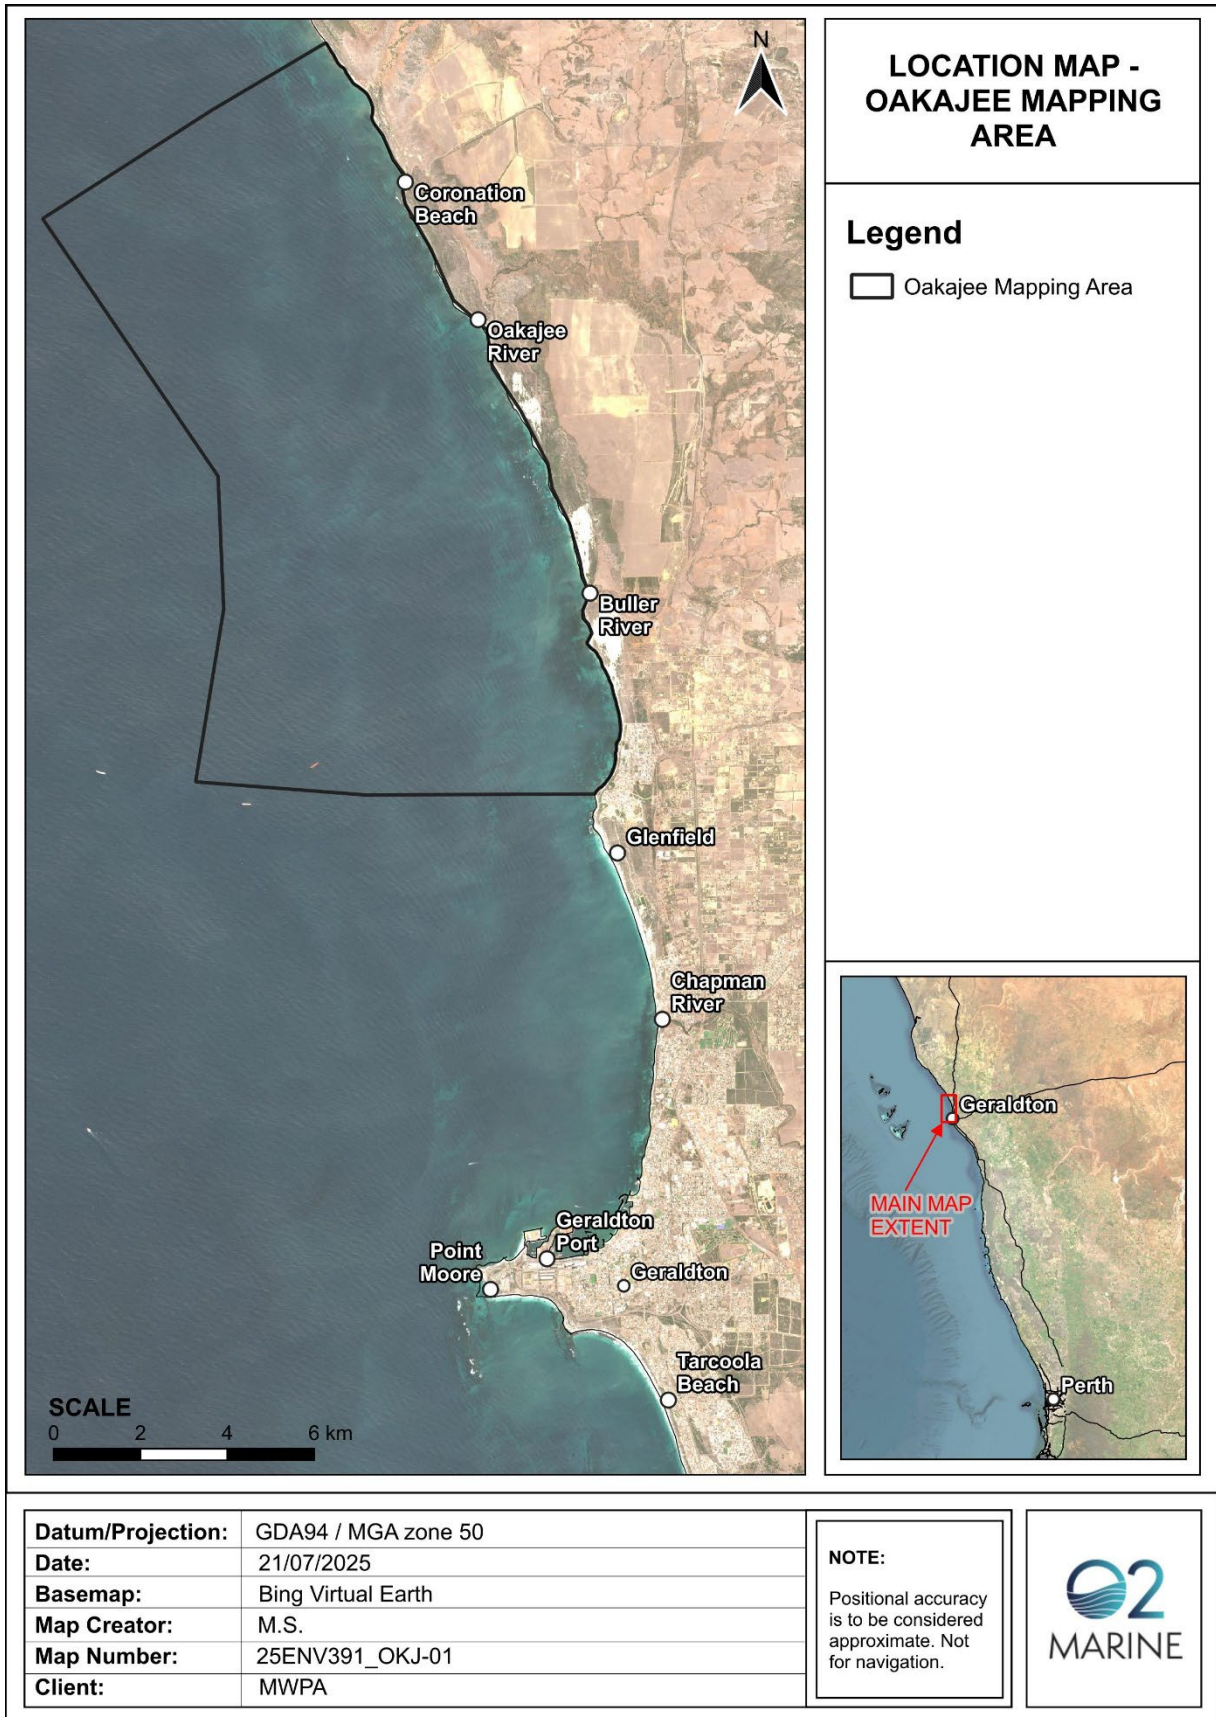 LOCATION MAP -
OAKAJEE MAPPING
AREA
Legend
Oakajee Mapping Area
N
Coronation
Beach
Oakajee
River
Buller
River
Glenfield
Chapman
River
Geraldton
Port
Point
Moore
Geraldton
Tarcoola
Beach
SCALE
0 2 4 6 km
Geraldton
MAIN MAP
EXTENT
Perth
Datum/Projection: GDA94 / MGA zone 50
Date: 21/07/2025
Basemap: Bing Virtual Earth
Map Creator: M.S.
Map Number: 25ENV391_OKJ-01
Client: MWPA
NOTE:
Positional accuracy
is to be considered
approximate. Not
for navigation.
O2
MARINE